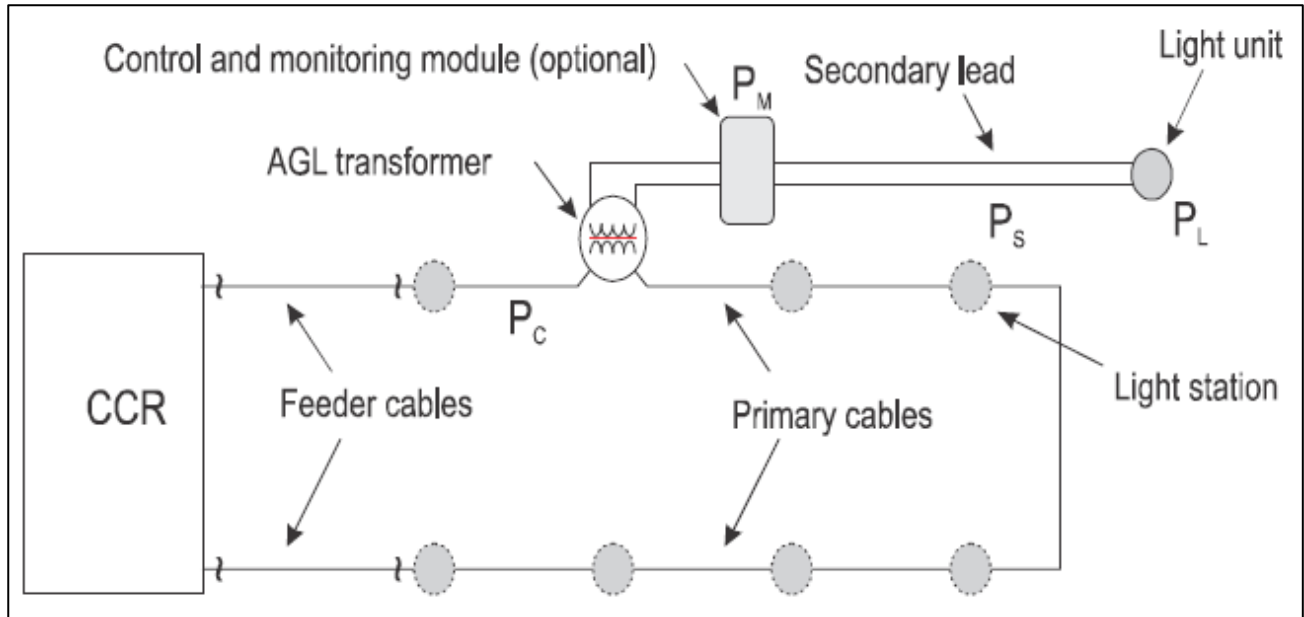 Control and monitoring module (optional)
Light unit
Secondary lead
P_M
AGL transformer
P_S
P_L
P_C
CCR
Feeder cables
Primary cables
Light station